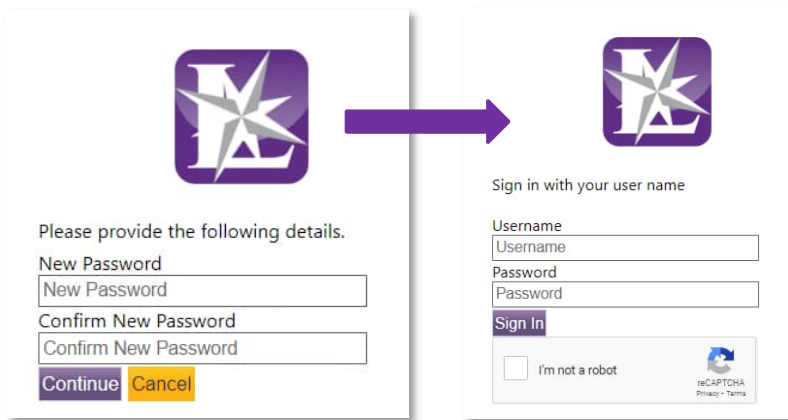 L
Please provide the following details.
New Password
New Password
Confirm New Password
Confirm New Password
Continue Cancel
L
Sign in with your user name
Username
Username
Password
Password
Sign In
I'm not a robot
reCAPTCHA
Privacy • Terms